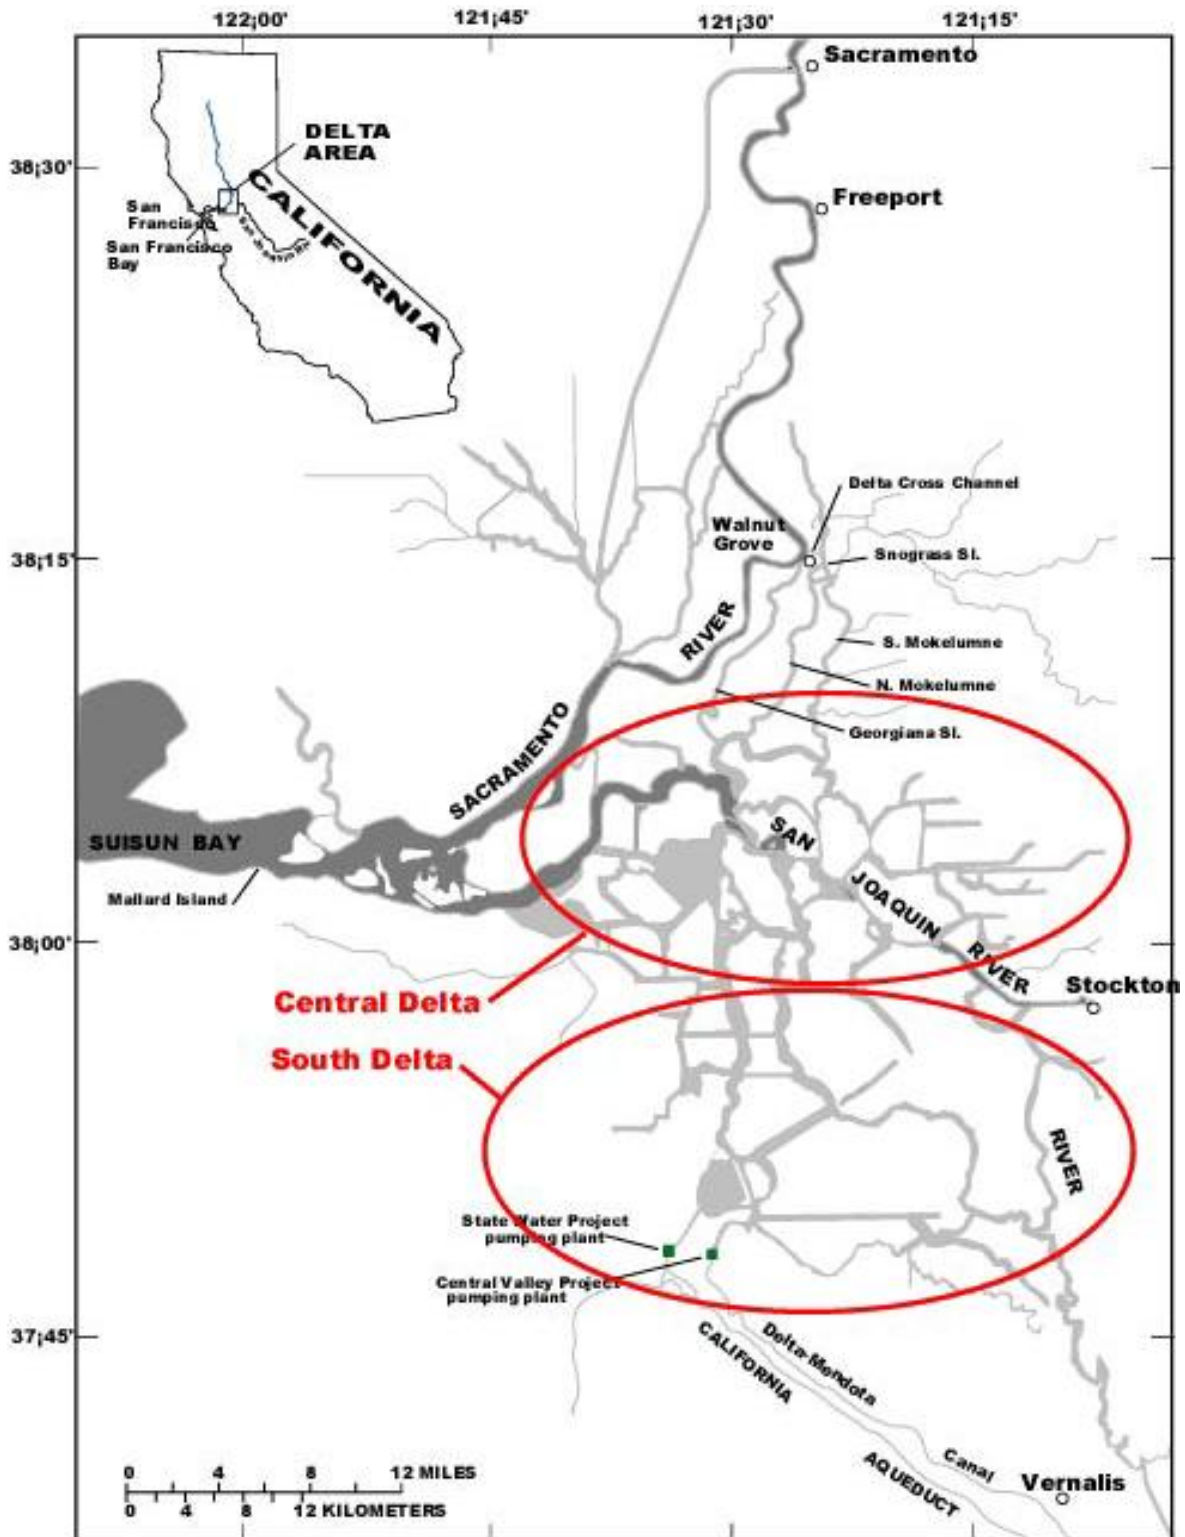 122;00'
121;45'
121;30'
121;15'
Sacramento
DELTA
AREA
38;30'
CALIFORNIA
San
Francisco
San Francisco
Bay
San Joaquin Riv
Freeport
Delta Cross Channel
Walnut
Grove
38;15'
Snograss Sl.
RIVER
S. Mokelumne
N. Mokelumne
Georgiana Sl.
SACRAMENTO
SUISUN BAY
SAN
JOAQUIN
RIVER
Mallard Island
38;00'
Central Delta
Stockton
South Delta
RIVER
State Water Project
pumping plant
Central Valley Project
pumping plant
37;45'
CALIFORNIA
AQUEDUCT
Delta-Mendota
Canal
Vernalis
0 4 8 12 MILES
0 4 8 12 KILOMETERS